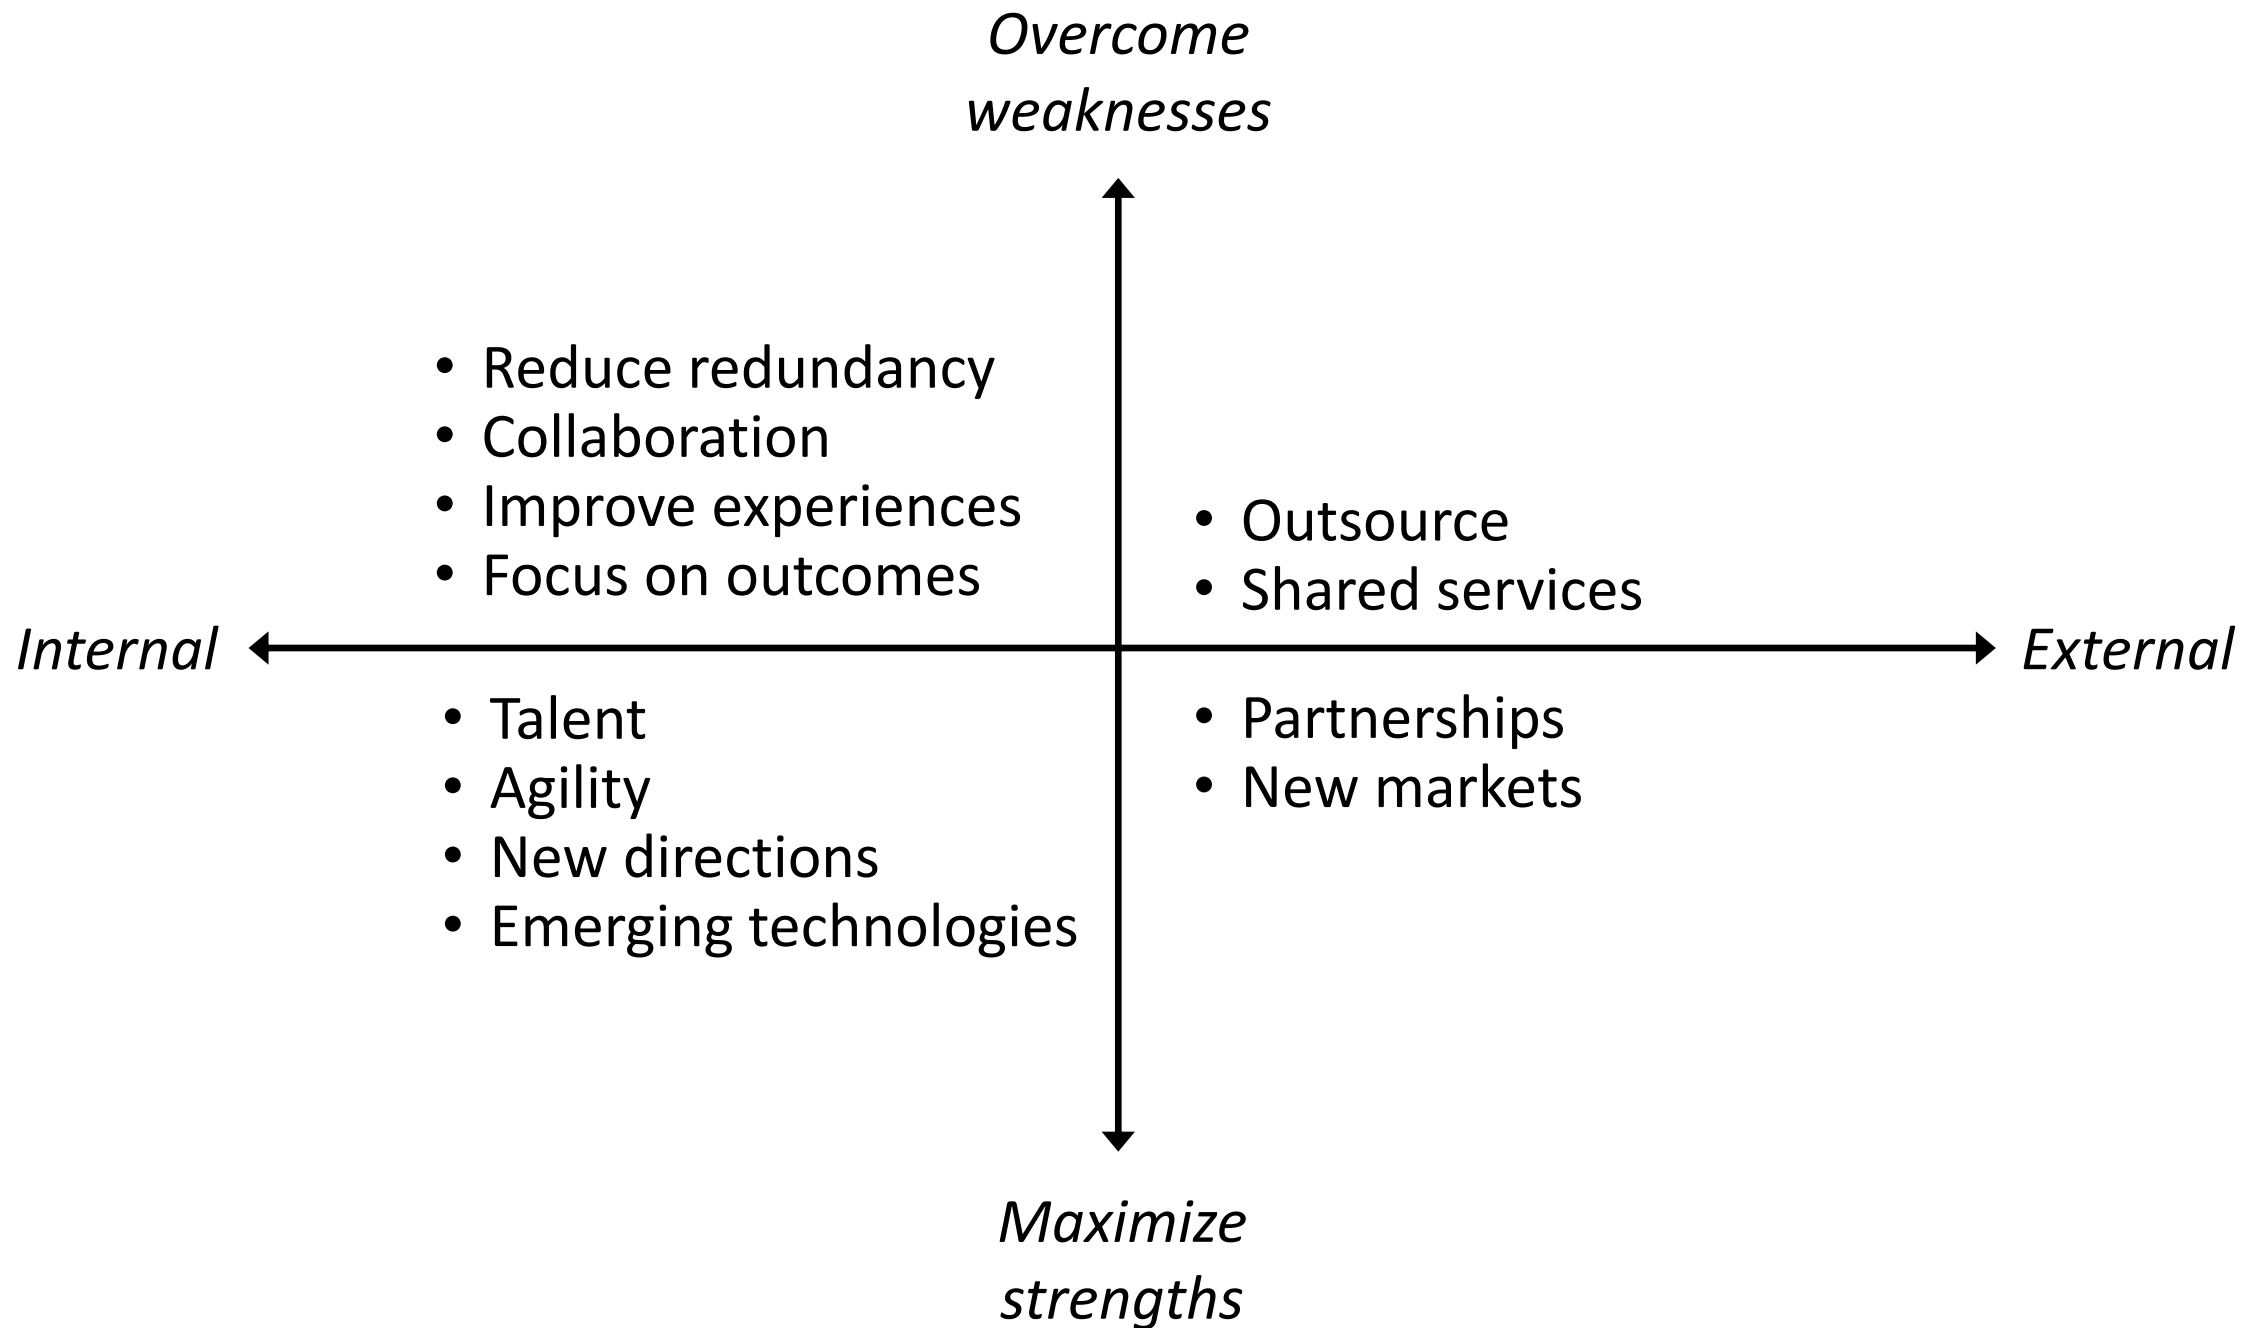 Overcome
weaknesses
• Reduce redundancy
• Collaboration
• Improve experiences
• Focus on outcomes
• Outsource
• Shared services
Internal
External
• Talent
• Agility
• New directions
• Emerging technologies
• Partnerships
• New markets
Maximize
strengths